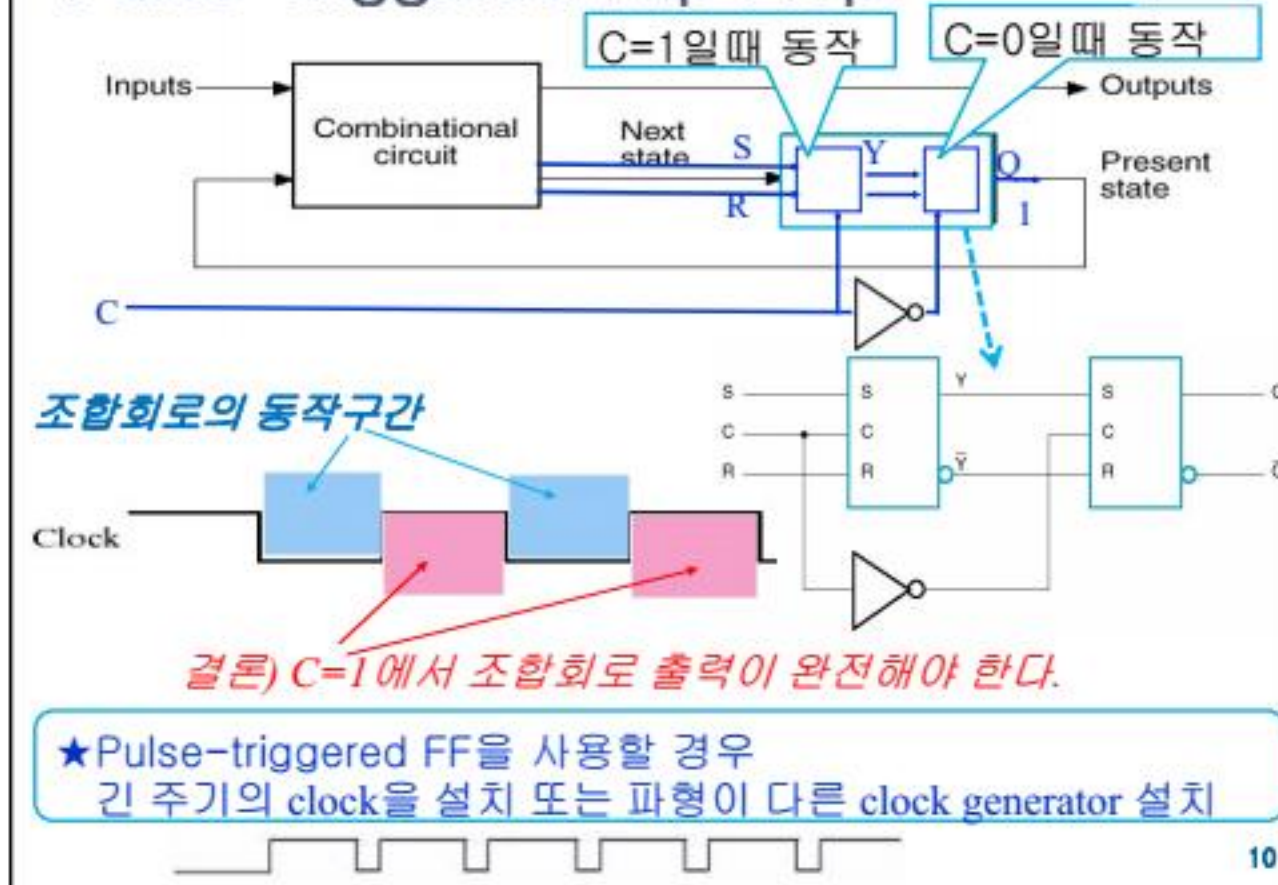 C=1일때 동작
C=0일때 동작
Inputs
Outputs
Combinational
circuit
Next
state
S
Y
Q
R
1
Present
state
C
조합회로의 동작구간
S
S
Y
S
C
C
C
R
R
Ȳ
R
Clock
결론) C=1에서 조합회로 출력이 완전해야 한다.
★Pulse-triggered FF을 사용할 경우
긴 주기의 clock을 설치 또는 파형이 다른 clock generator 설치
10